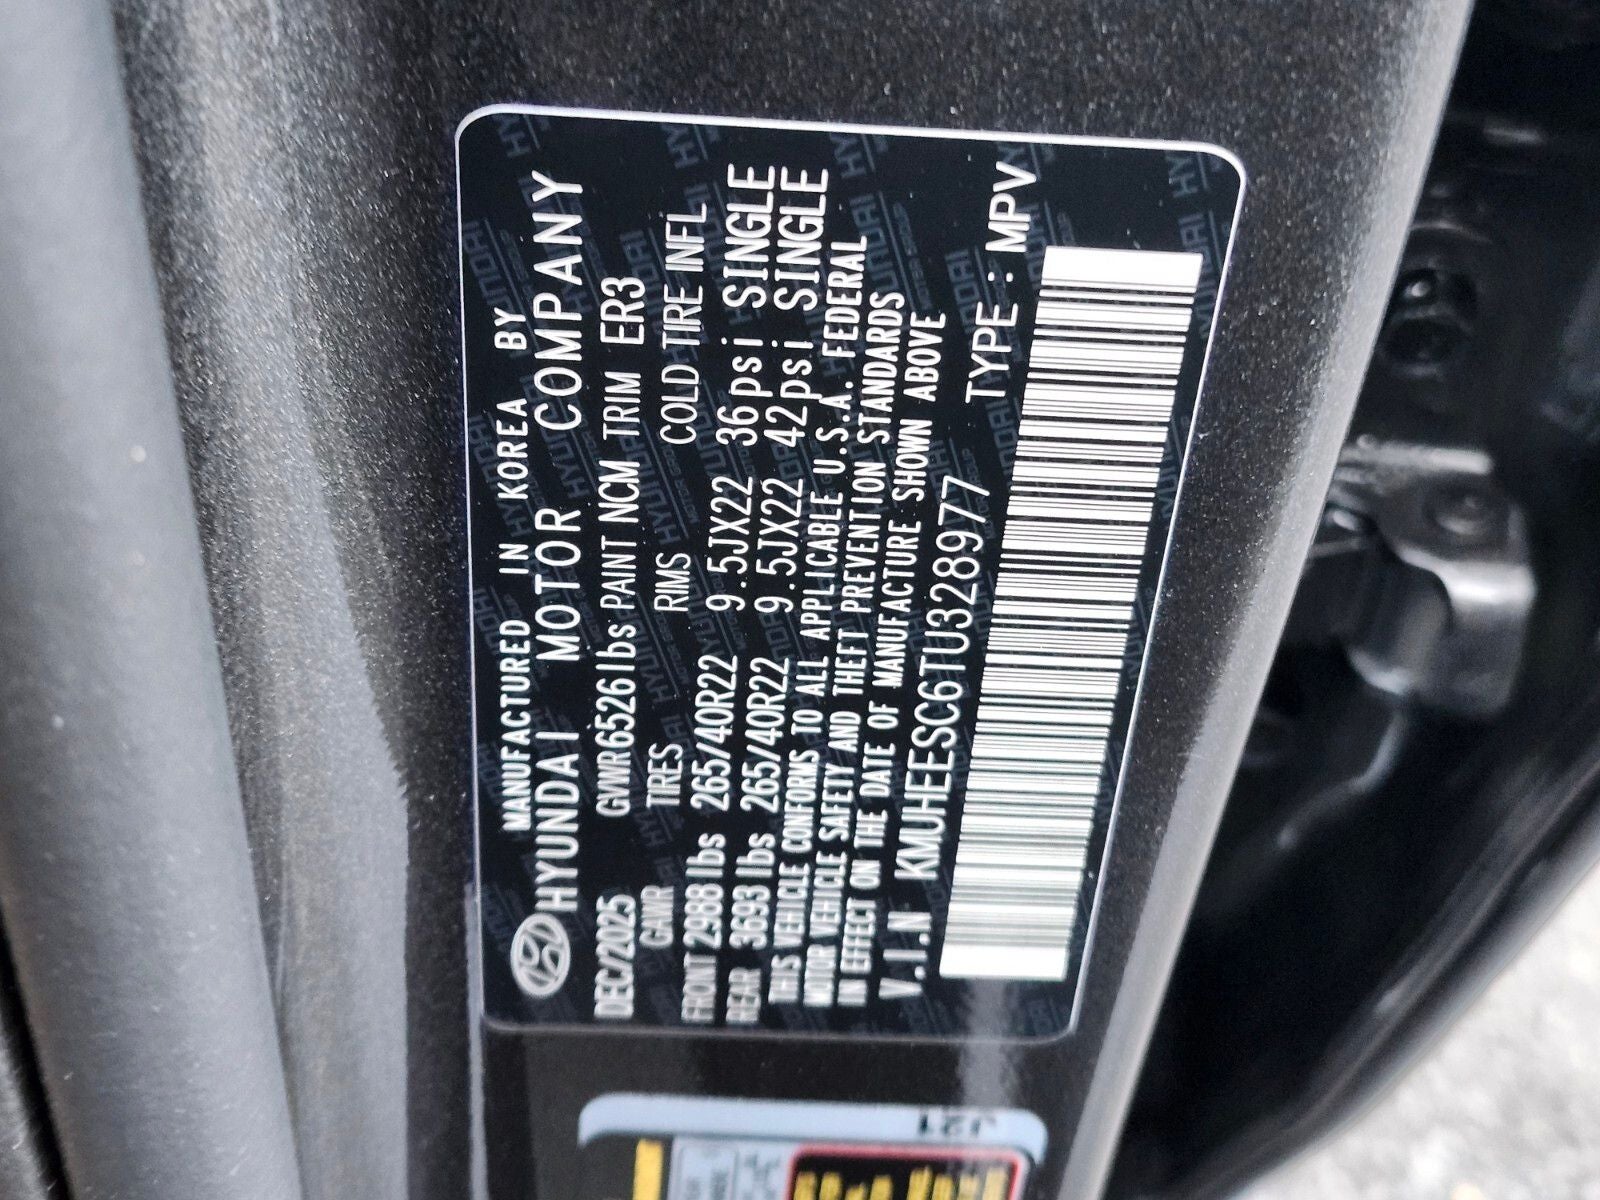 MANUFACTURED IN KOREA BY
HYUNDAI MOTOR COMPANY
DEC/2025 GVWR6526lbs PAINT NCM TRIM ER3
GAWR TIRES RIMS COLD TIRE INFL
FRONT 2988 lbs 265/40R22 9.5JX22 36psi SINGLE
REAR 3693 lbs 265/40R22 9.5JX22 42psi SINGLE
THIS VEHICLE CONFORMS TO ALL APPLICABLE U.S.A. FEDERAL
MOTOR VEHICLE SAFETY AND THEFT PREVENTION STANDARDS
IN EFFECT ON THE DATE OF MANUFACTURE SHOWN ABOVE
V.I.N KMUHEESC6TU328977 TYPE : MPV
J21